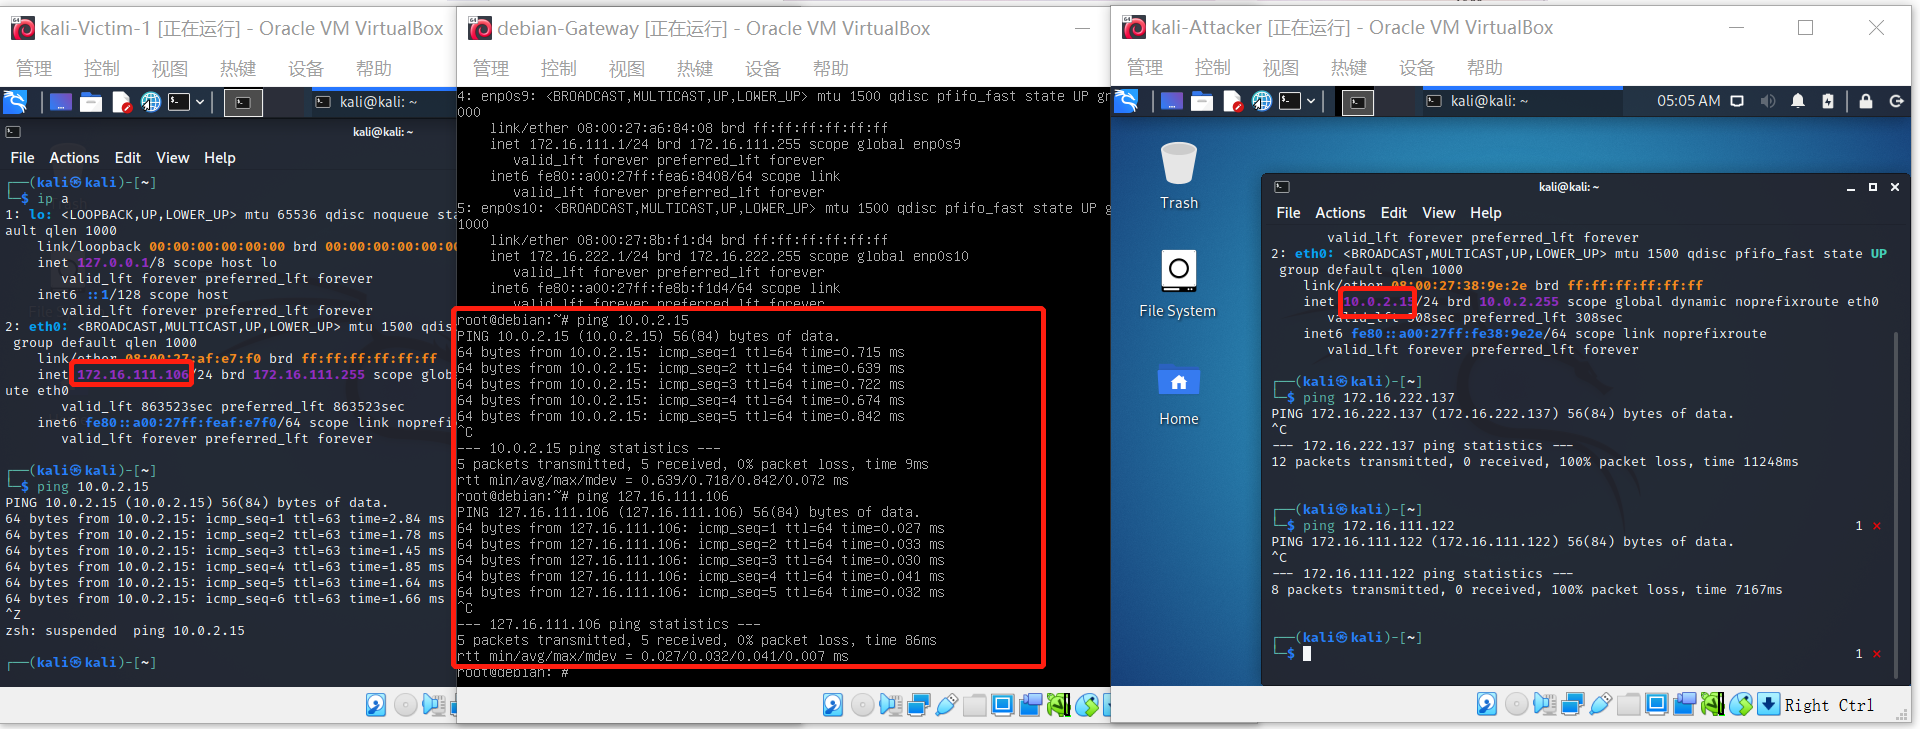 kali-Victim-1 [正在运行] - Oracle VM VirtualBox
管理 控制 视图 热键 设备 帮助
kali@kali: ~
kali@kali: ~
File Actions Edit View Help
┌──(kali㉿kali)-[~]
└─$ ip a
1: lo: <LOOPBACK,UP,LOWER_UP> mtu 65536 qdisc noqueue sta
ault qlen 1000
link/loopback 00:00:00:00:00:00 brd 00:00:00:00:00:00
inet 127.0.0.1/8 scope host lo
valid_lft forever preferred_lft forever
inet6 ::1/128 scope host
valid_lft forever preferred_lft forever
2: eth0: <BROADCAST,MULTICAST,UP,LOWER_UP> mtu 1500 qdisc
group default qlen 1000
link/ether 08:00:27:af:e7:f0 brd ff:ff:ff:ff:ff:ff
inet 172.16.111.106/24 brd 172.16.111.255 scope glob
ute eth0
valid_lft 863523sec preferred_lft 863523sec
inet6 fe80::a00:27ff:feaf:e7f0/64 scope link noprefi
valid_lft forever preferred_lft forever
┌──(kali㉿kali)-[~]
└─$ ping 10.0.2.15
PING 10.0.2.15 (10.0.2.15) 56(84) bytes of data.
64 bytes from 10.0.2.15: icmp_seq=1 ttl=63 time=2.84 ms
64 bytes from 10.0.2.15: icmp_seq=2 ttl=63 time=1.78 ms
64 bytes from 10.0.2.15: icmp_seq=3 ttl=63 time=1.45 ms
64 bytes from 10.0.2.15: icmp_seq=4 ttl=63 time=1.85 ms
64 bytes from 10.0.2.15: icmp_seq=5 ttl=63 time=1.64 ms
64 bytes from 10.0.2.15: icmp_seq=6 ttl=63 time=1.66 ms
^Z
zsh: suspended  ping 10.0.2.15
┌──(kali㉿kali)-[~]
debian-Gateway [正在运行] - Oracle VM VirtualBox
管理 控制 视图 热键 设备 帮助
4: enp0s9: <BROADCAST,MULTICAST,UP,LOWER_UP> mtu 1500 qdisc pfifo_fast state UP gr
000
link/ether 08:00:27:a6:84:08 brd ff:ff:ff:ff:ff:ff
inet 172.16.111.1/24 brd 172.16.111.255 scope global enp0s9
valid_lft forever preferred_lft forever
inet6 fe80::a00:27ff:fea6:8408/64 scope link
valid_lft forever preferred_lft forever
5: enp0s10: <BROADCAST,MULTICAST,UP,LOWER_UP> mtu 1500 qdisc pfifo_fast state UP g
1000
link/ether 08:00:27:8b:f1:d4 brd ff:ff:ff:ff:ff:ff
inet 172.16.222.1/24 brd 172.16.222.255 scope global enp0s10
valid_lft forever preferred_lft forever
inet6 fe80::a00:27ff:fe8b:f1d4/64 scope link
valid_lft forever preferred_lft forever
root@debian:~# ping 10.0.2.15
PING 10.0.2.15 (10.0.2.15) 56(84) bytes of data.
64 bytes from 10.0.2.15: icmp_seq=1 ttl=64 time=0.715 ms
64 bytes from 10.0.2.15: icmp_seq=2 ttl=64 time=0.639 ms
64 bytes from 10.0.2.15: icmp_seq=3 ttl=64 time=0.722 ms
64 bytes from 10.0.2.15: icmp_seq=4 ttl=64 time=0.674 ms
64 bytes from 10.0.2.15: icmp_seq=5 ttl=64 time=0.842 ms
^C
--- 10.0.2.15 ping statistics ---
5 packets transmitted, 5 received, 0% packet loss, time 9ms
rtt min/avg/max/mdev = 0.639/0.718/0.842/0.072 ms
root@debian:~# ping 127.16.111.106
PING 127.16.111.106 (127.16.111.106) 56(84) bytes of data.
64 bytes from 127.16.111.106: icmp_seq=1 ttl=64 time=0.027 ms
64 bytes from 127.16.111.106: icmp_seq=2 ttl=64 time=0.033 ms
64 bytes from 127.16.111.106: icmp_seq=3 ttl=64 time=0.030 ms
64 bytes from 127.16.111.106: icmp_seq=4 ttl=64 time=0.041 ms
64 bytes from 127.16.111.106: icmp_seq=5 ttl=64 time=0.032 ms
^C
--- 127.16.111.106 ping statistics ---
5 packets transmitted, 5 received, 0% packet loss, time 86ms
rtt min/avg/max/mdev = 0.027/0.032/0.041/0.007 ms
root@debian:~#
kali-Attacker [正在运行] - Oracle VM VirtualBox
管理 控制 视图 热键 设备 帮助
kali@kali: ~
05:05 AM
Trash
File System
Home
kali@kali: ~
File Actions Edit View Help
valid_lft forever preferred_lft forever
2: eth0: <BROADCAST,MULTICAST,UP,LOWER_UP> mtu 1500 qdisc pfifo_fast state UP
group default qlen 1000
link/ether 08:00:27:38:9e:2e brd ff:ff:ff:ff:ff:ff
inet 10.0.2.15/24 brd 10.0.2.255 scope global dynamic noprefixroute eth0
valid_lft 308sec preferred_lft 308sec
inet6 fe80::a00:27ff:fe38:9e2e/64 scope link noprefixroute
valid_lft forever preferred_lft forever
┌──(kali㉿kali)-[~]
└─$ ping 172.16.222.137
PING 172.16.222.137 (172.16.222.137) 56(84) bytes of data.
^C
--- 172.16.222.137 ping statistics ---
12 packets transmitted, 0 received, 100% packet loss, time 11248ms
┌──(kali㉿kali)-[~]
└─$ ping 172.16.111.122 1 ⨯
PING 172.16.111.122 (172.16.111.122) 56(84) bytes of data.
^C
--- 172.16.111.122 ping statistics ---
8 packets transmitted, 0 received, 100% packet loss, time 7167ms
┌──(kali㉿kali)-[~]
└─$ 1 ⨯
Right Ctrl